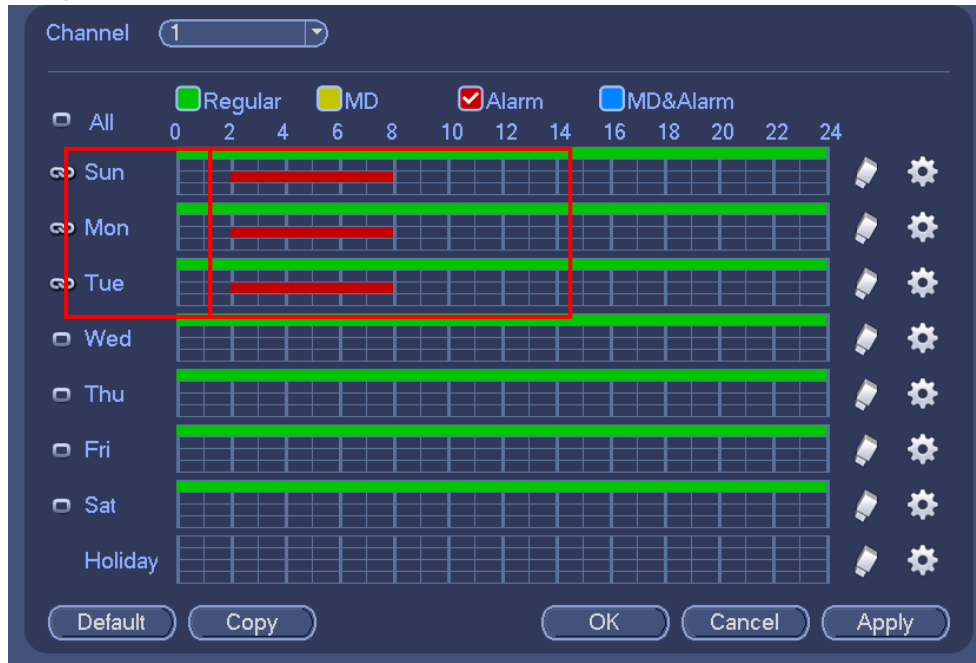 Channel 1
Regular MD Alarm MD&Alarm
All 0 2 4 6 8 10 12 14 16 18 20 22 24
Sun
Mon
Tue
Wed
Thu
Fri
Sat
Holiday
Default Copy OK Cancel Apply